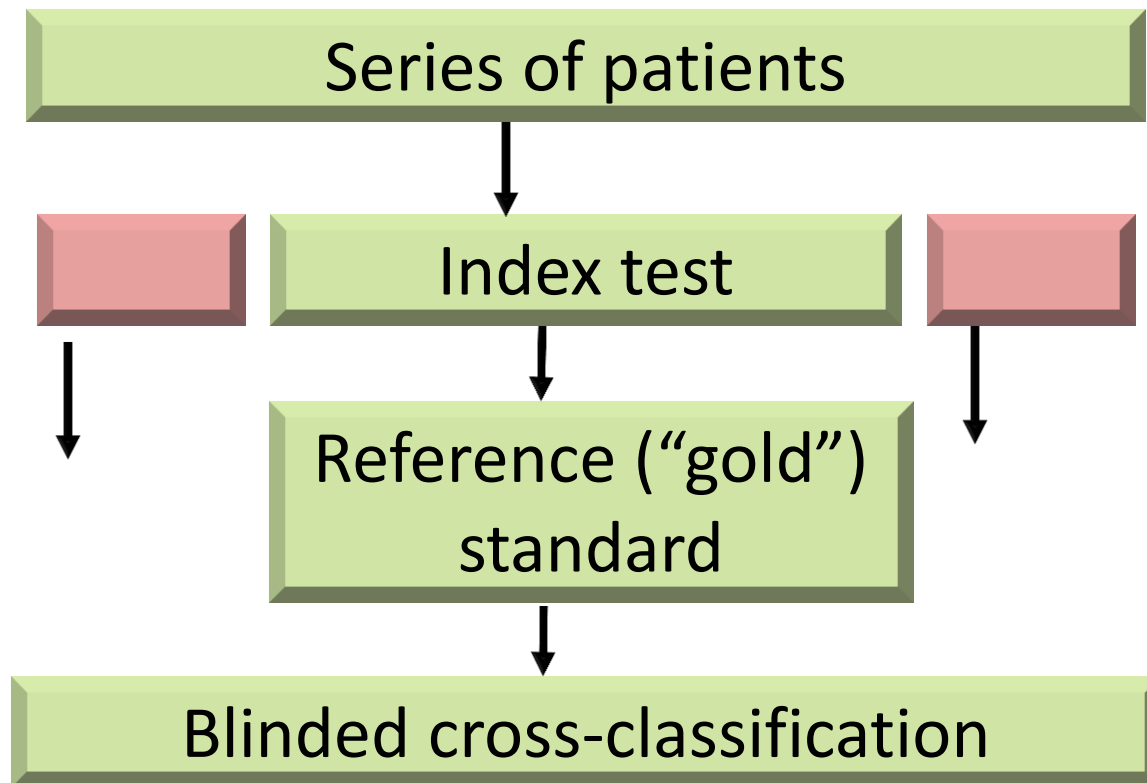 Series of patients
Index test
Reference (“gold”)
standard
Blinded cross-classification